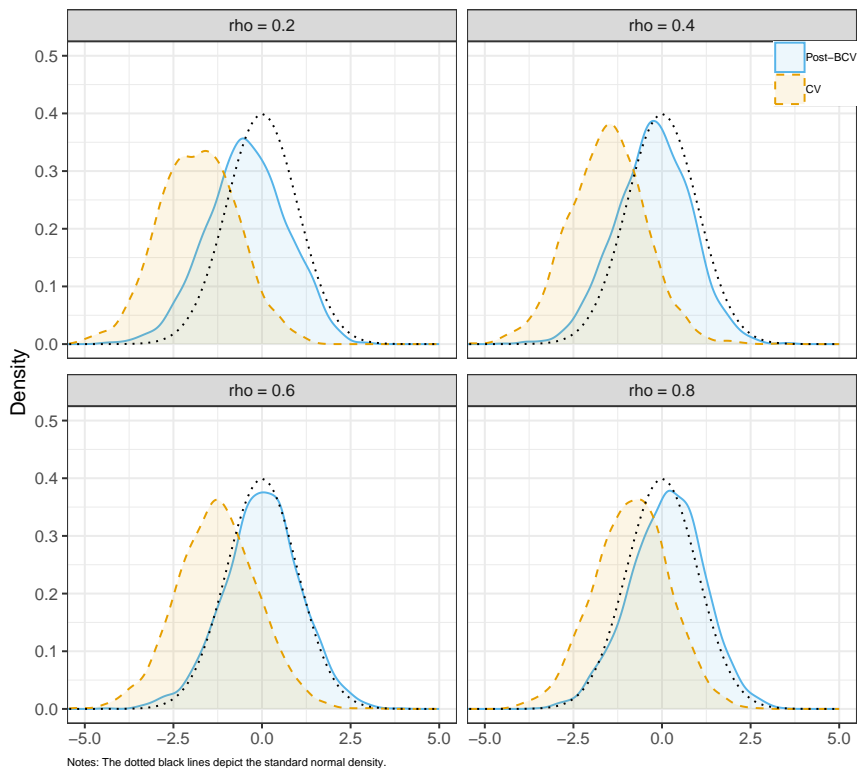 rho = 0.2
rho = 0.4
0.5
0.4
0.3
0.2
0.1
0.0
Post−BCV
CV
Density
rho = 0.6
rho = 0.8
0.5
0.4
0.3
0.2
0.1
0.0
−5.0 −2.5 0.0 2.5 5.0
−5.0 −2.5 0.0 2.5 5.0
Notes: The dotted black lines depict the standard normal density.